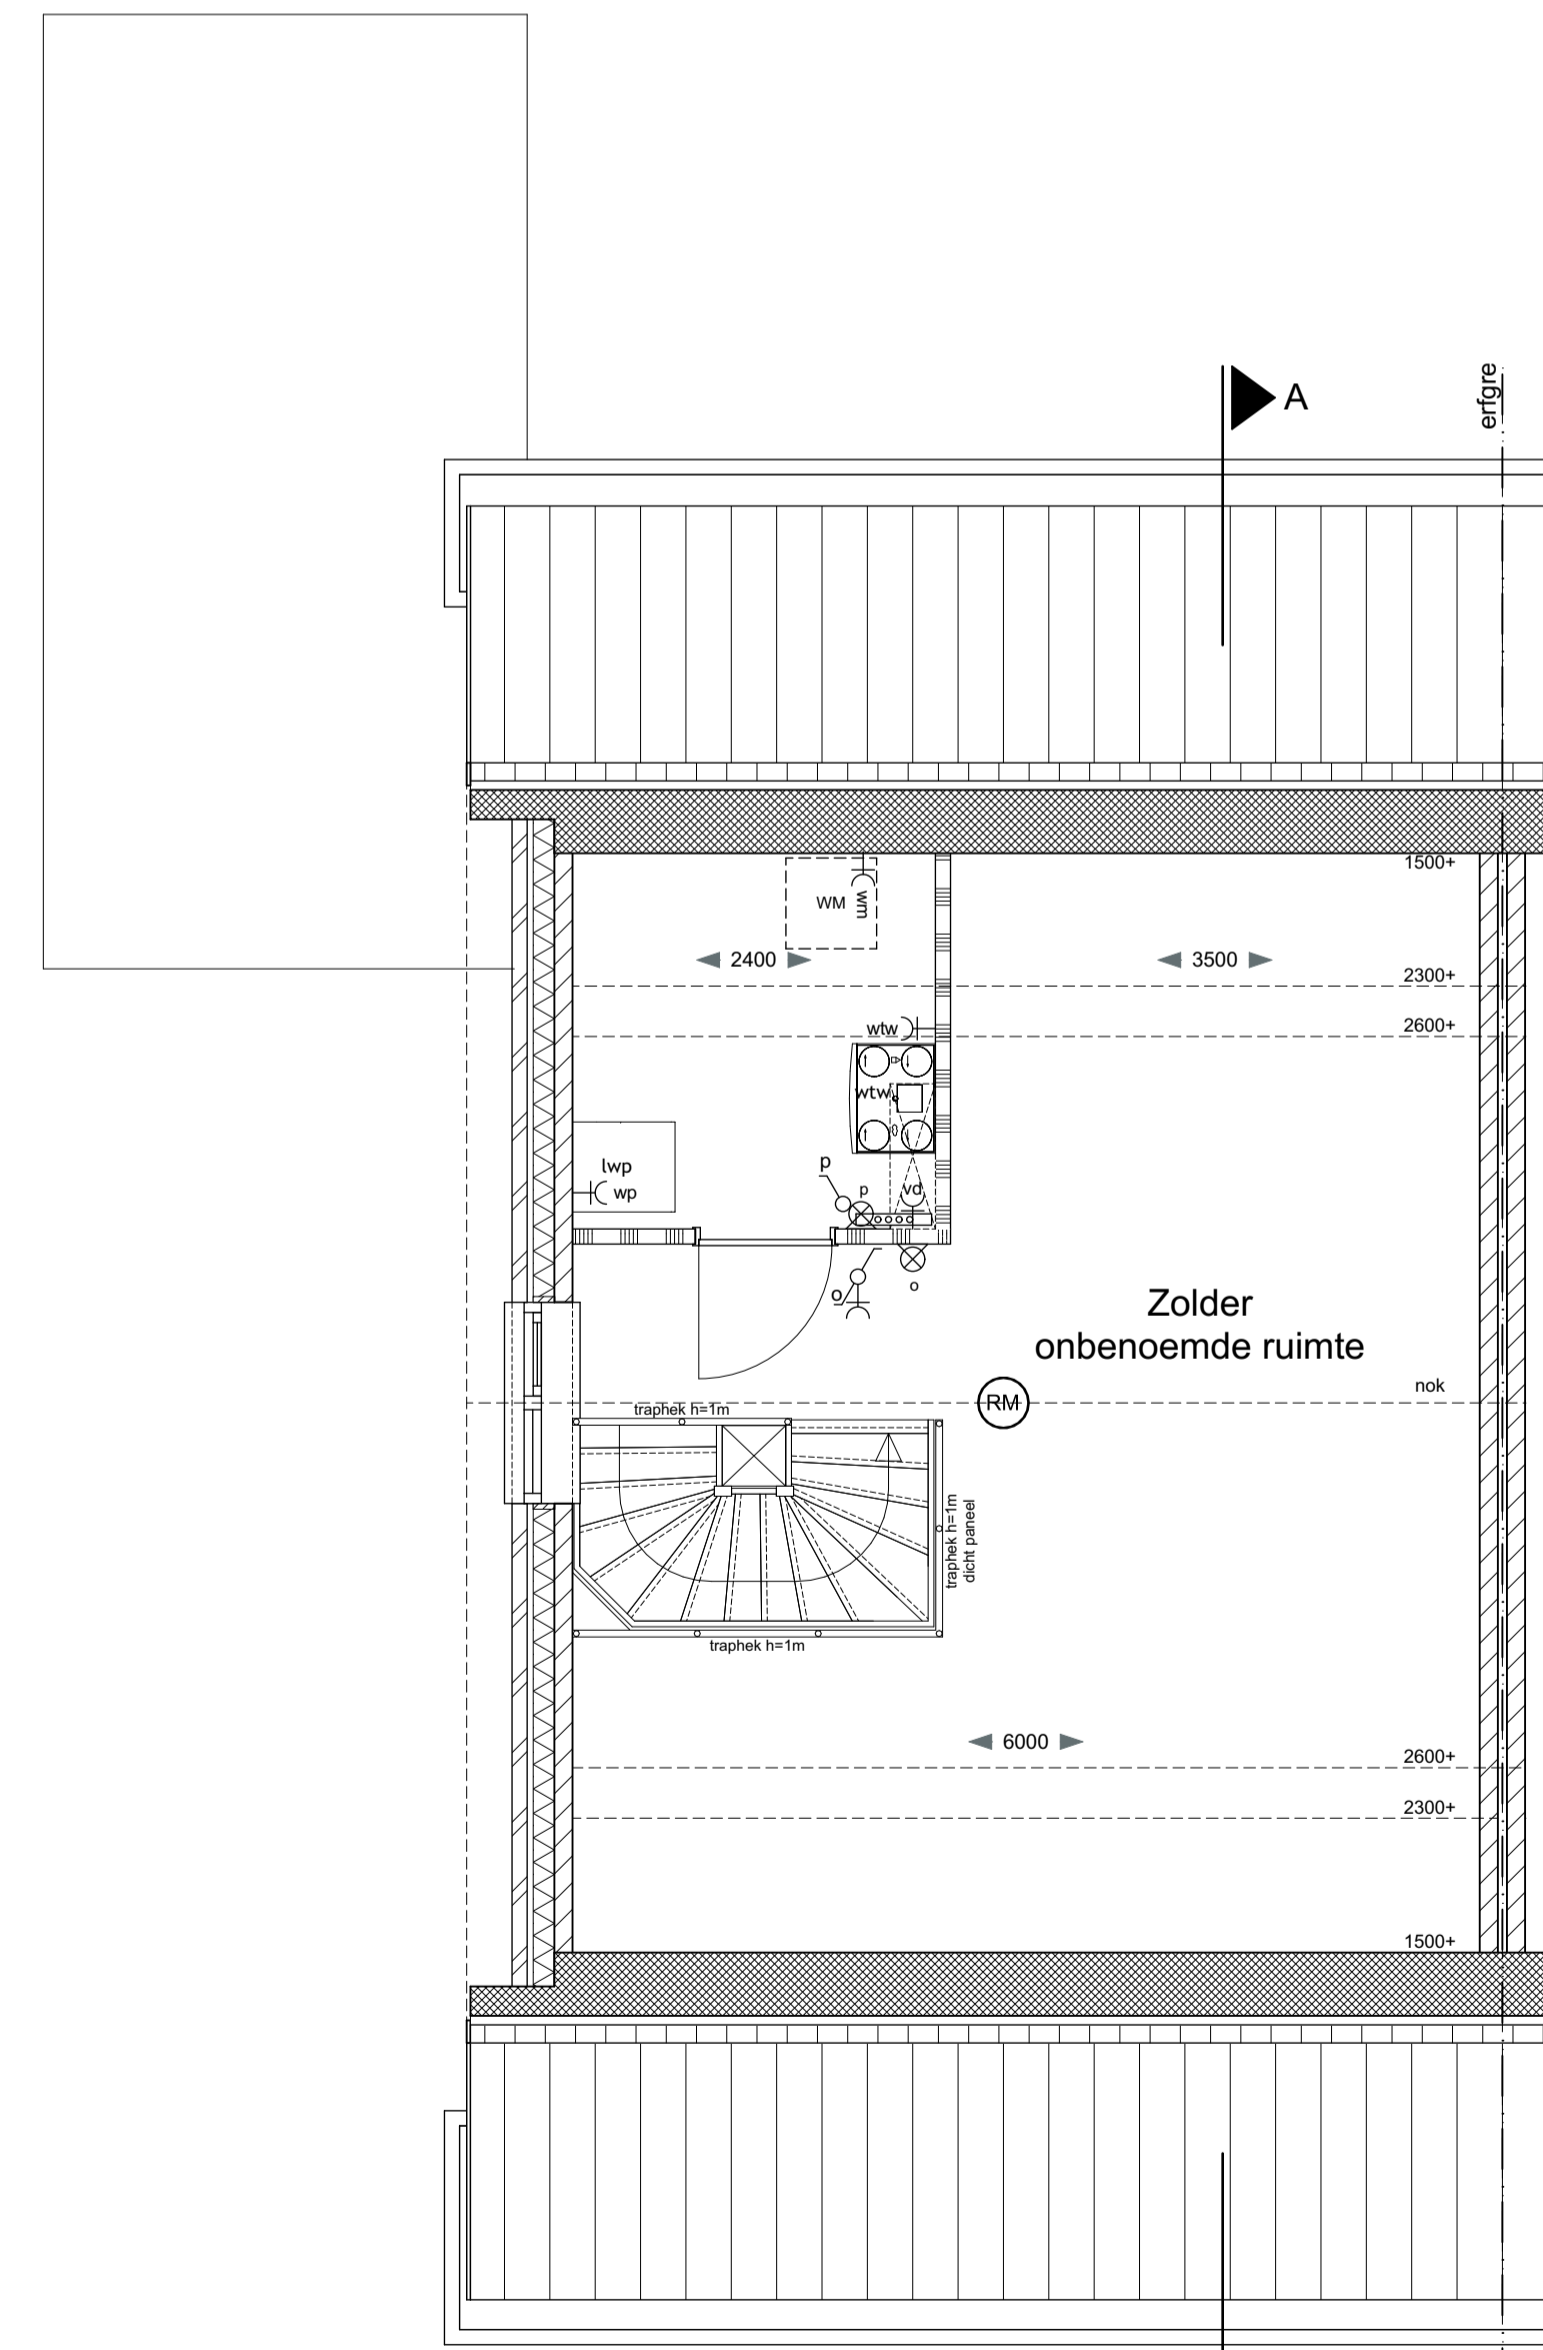 A
erfgre
1500+
WM
wm
2400
3500
2300+
2600+
wtw
wtw
lwp
wp
p
p
vd
o
o
Zolder
onbenoemde ruimte
nok
RM
traphek h=1m
traphek h=1m
dicht paneel
traphek h=1m
6000
2600+
2300+
1500+